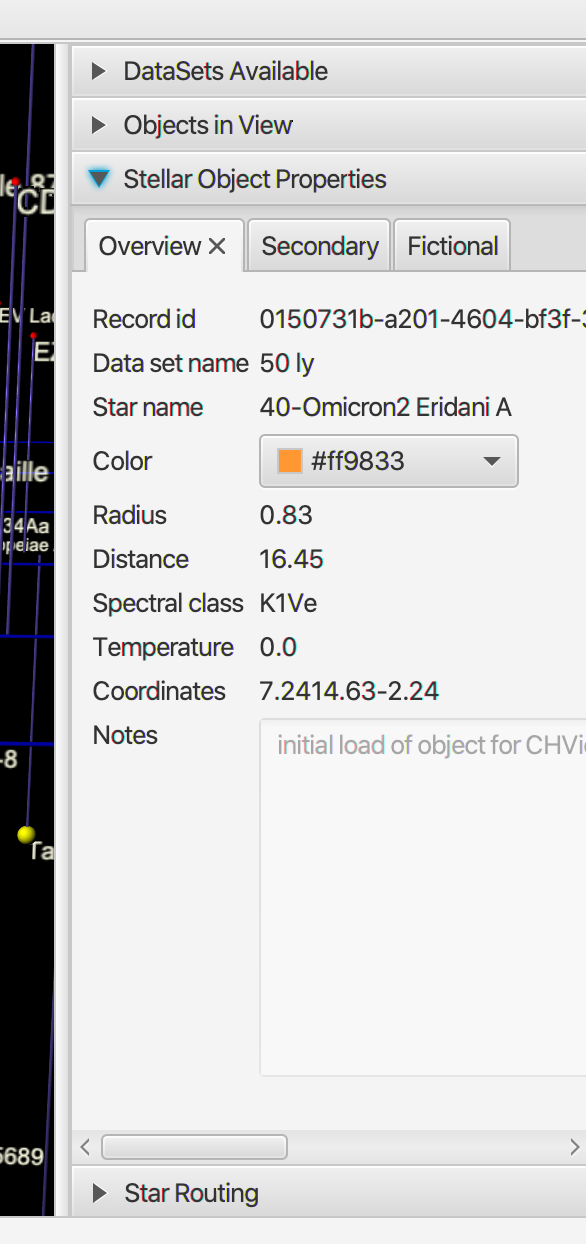 DataSets Available
Objects in View
Stellar Object Properties
Overview Secondary Fictional
Record id 0150731b-a201-4604-bf3f-
Data set name 50 ly
Star name 40-Omicron2 Eridani A
Color #ff9833
Radius 0.83
Distance 16.45
Spectral class K1Ve
Temperature 0.0
Coordinates 7.2414.63-2.24
Notes initial load of object for CHVi
Star Routing
CD
EV Lac
EZ
aille
34Aa
opeiae
-8
Ta
5689